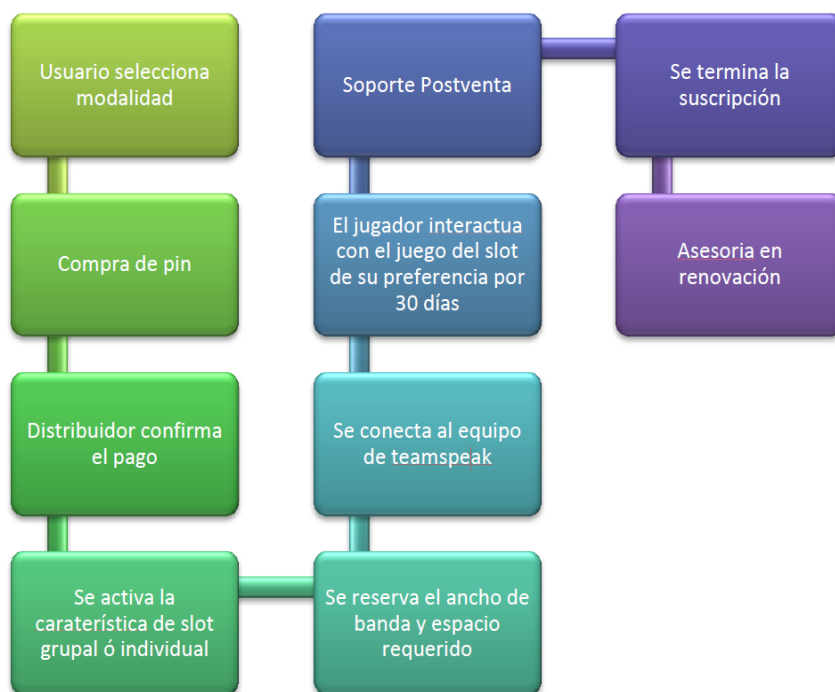 Usuario selecciona
modalidad
Compra de pin
Distribuidor confirma
el pago
Se activa la
caraterística de slot
grupal ó individual
Se reserva el ancho de
banda y espacio
requerido
Se conecta al equipo
de teamspeak
El jugador interactua
con el juego del slot
de su preferencia por
30 días
Soporte Postventa
Se termina la
suscripción
Asesoria en
renovación